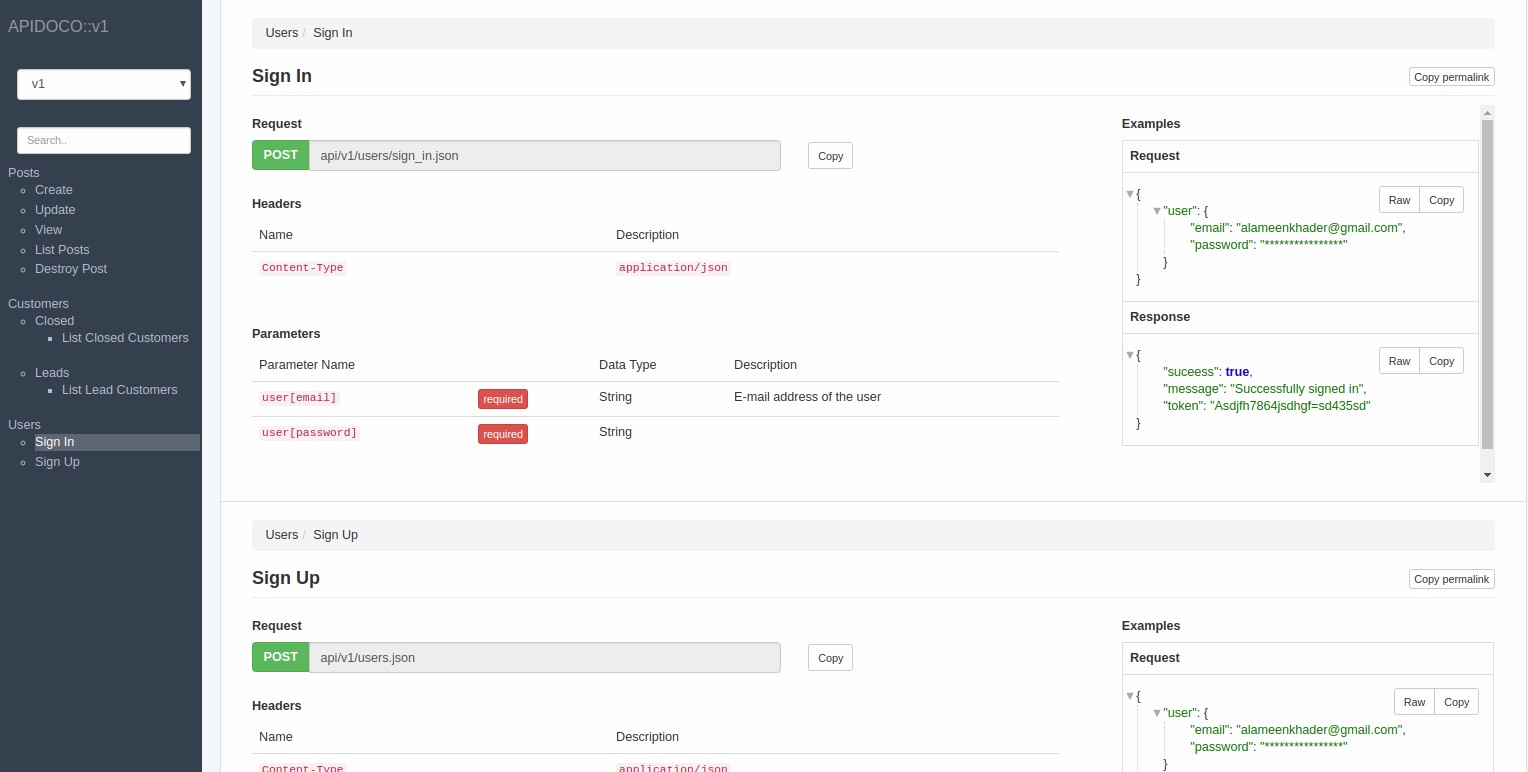 APIDOCO::v1
v1
Search..
Posts
Create
Update
View
List Posts
Destroy Post
Customers
Closed
List Closed Customers
Leads
List Lead Customers
Users
Sign In
Sign Up
Users / Sign In
Sign In
Copy permalink
Request
POST api/v1/users/sign_in.json Copy
Headers
Name Description
Content-Type application/json
Parameters
Parameter Name Data Type Description
user[email] required String E-mail address of the user
user[password] required String
Examples
Request
Raw Copy
{
"user": {
"email": "alameenkhader@gmail.com",
"password": "****************"
}
}
Response
Raw Copy
{
"suceess": true,
"message": "Successfully signed in",
"token": "Asdjfh7864jsdhgf=sd435sd"
}
Users / Sign Up
Sign Up
Copy permalink
Request
POST api/v1/users.json Copy
Headers
Name Description
Content-Type application/json
Examples
Request
Raw Copy
{
"user": {
"email": "alameenkhader@gmail.com",
"password": "****************"
}